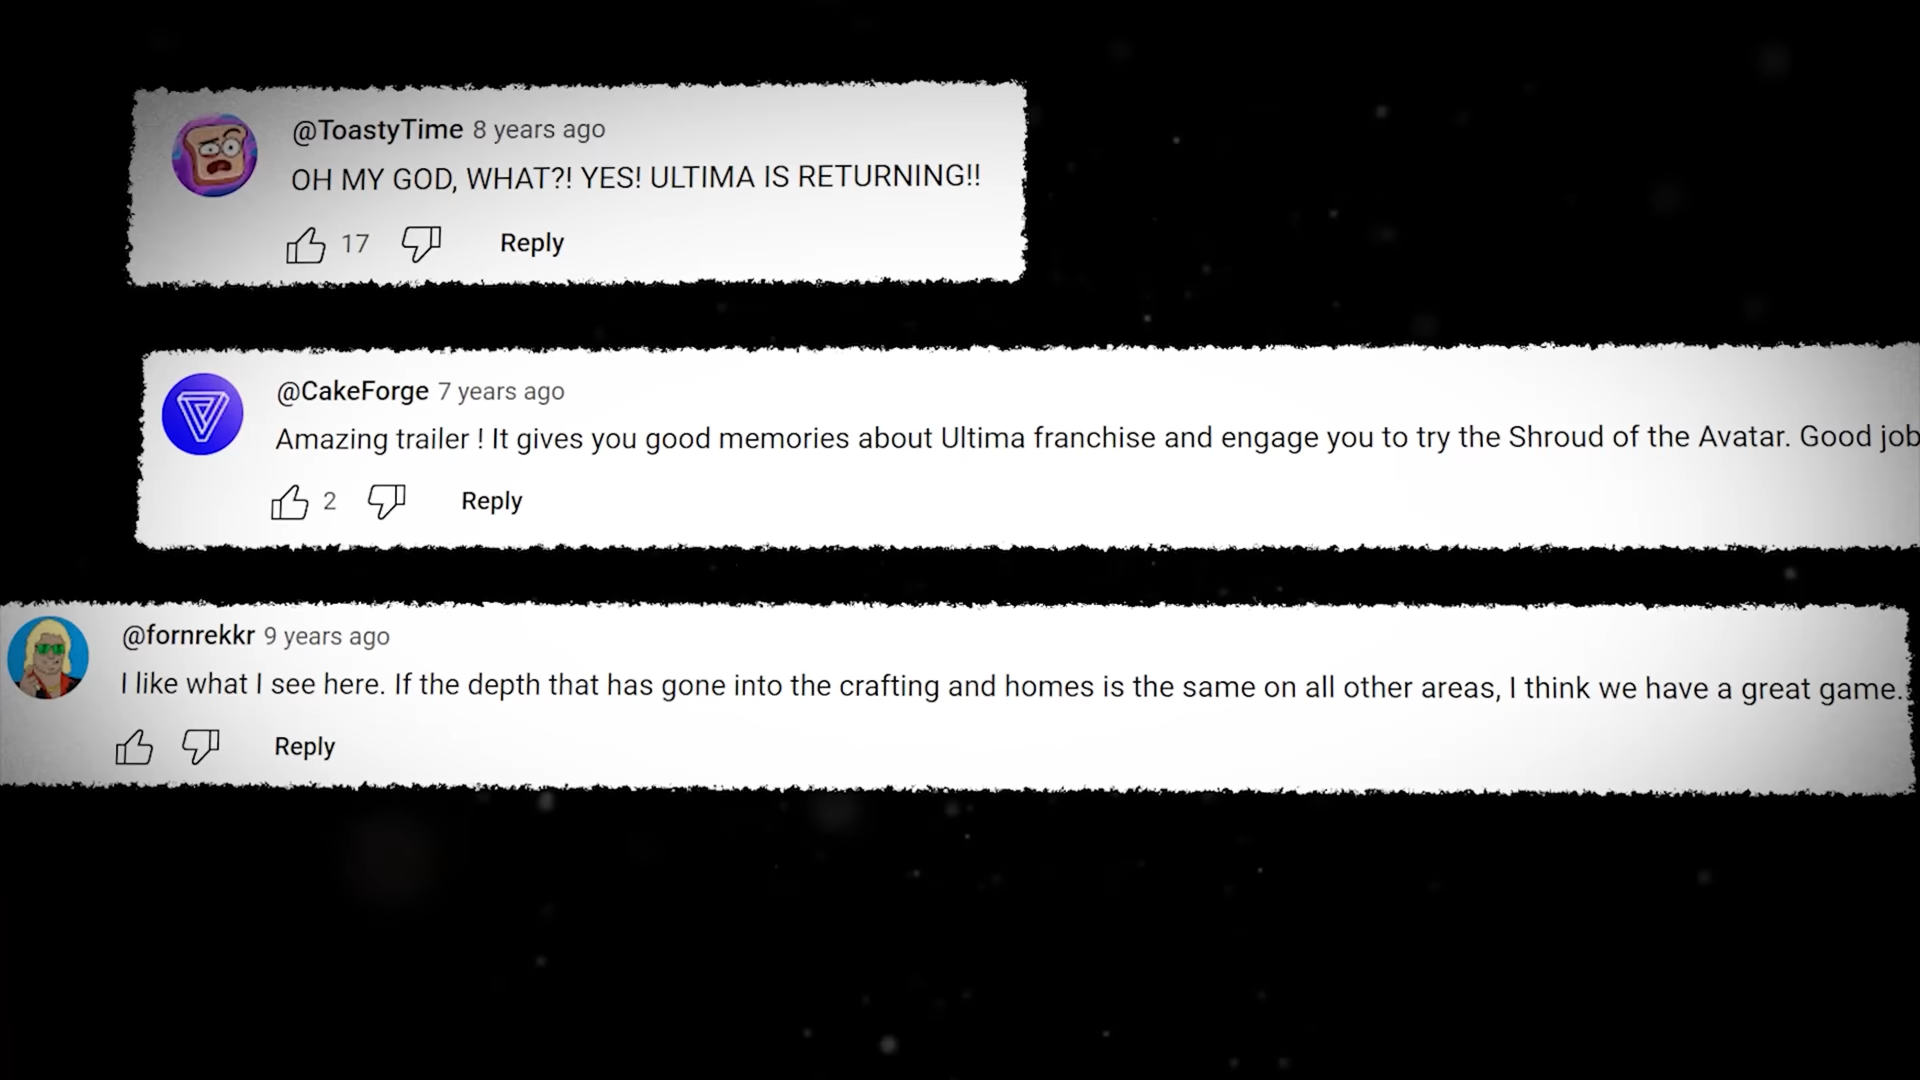 @ToastyTime 8 years ago
OH MY GOD, WHAT?! YES! ULTIMA IS RETURNING!!
17 Reply
@CakeForge 7 years ago
Amazing trailer ! It gives you good memories about Ultima franchise and engage you to try the Shroud of the Avatar. Good job
2 Reply
@fornrekkr 9 years ago
I like what I see here. If the depth that has gone into the crafting and homes is the same on all other areas, I think we have a great game.
Reply